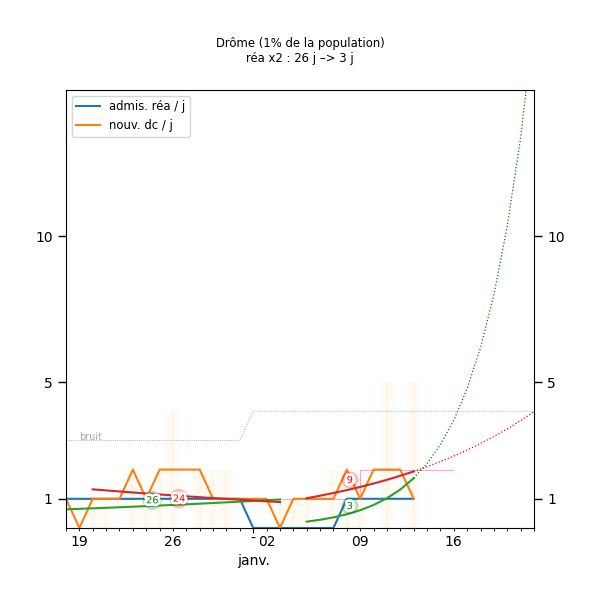 Drôme (1% de la population)
réa x2 : 26 j –> 3 j
admis. réa / j
nouv. dc / j
10
10
5
5
bruit
9
26
24
1
1
3
19
26
02
09
16
janv.